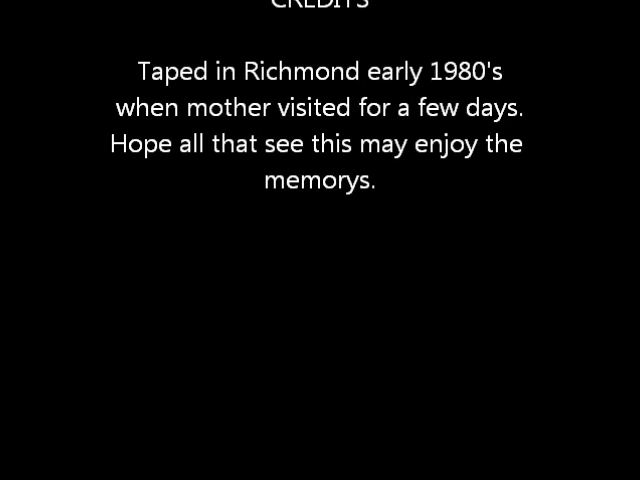 CREDITS
Taped in Richmond early 1980's
when mother visited for a few days.
Hope all that see this may enjoy the
memorys.